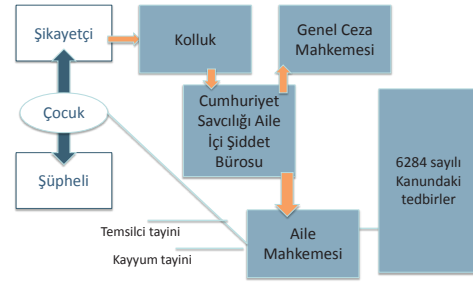 Şikayetçi
Kolluk
Genel Ceza
Mahkemesi
Cumhuriyet
Savcılığı Aile
İçi Şiddet
Bürosu
Çocuk
Şüpheli
6284 sayılı
Kanundaki
tedbirler
Temsilci tayini
Kayyum tayini
Aile
Mahkemesi